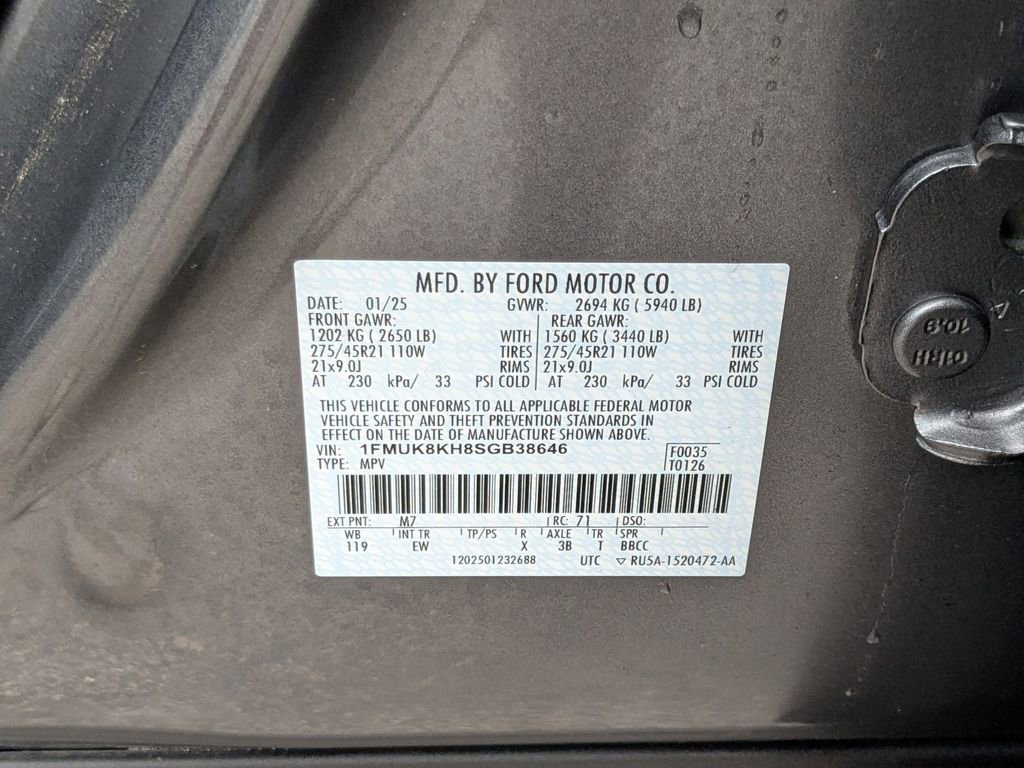 MFD. BY FORD MOTOR CO.
DATE: 01/25 GVWR: 2694 KG ( 5940 LB)
FRONT GAWR: REAR GAWR:
1202 KG ( 2650 LB) WITH 1560 KG ( 3440 LB) WITH
275/45R21 110W TIRES 275/45R21 110W TIRES
21x9.0J RIMS 21x9.0J RIMS
AT 230 kPa/ 33 PSI COLD AT 230 kPa/ 33 PSI COLD
THIS VEHICLE CONFORMS TO ALL APPLICABLE FEDERAL MOTOR
VEHICLE SAFETY AND THEFT PREVENTION STANDARDS IN
EFFECT ON THE DATE OF MANUFACTURE SHOWN ABOVE.
VIN: 1FMUK8KH8SGB38646 F0035
TYPE: MPV T0126
EXT PNT: M7 RC: 71 DSO:
WB INT TR TP/PS R AXLE TR SPR
119 EW X 3B T BBCC
1202501232688 UTC ▽ RU5A-1520472-AA
10.9